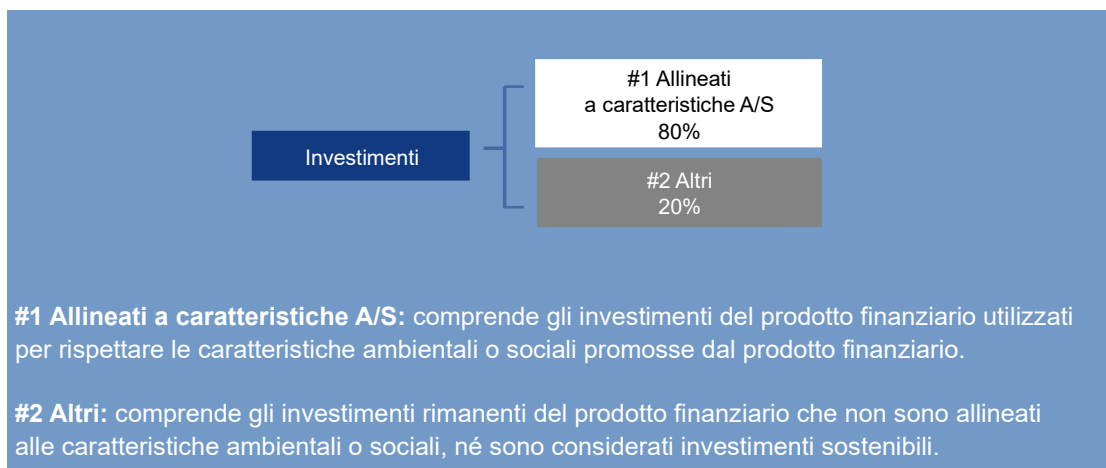 #1 Allineati
a caratteristiche A/S
80%
Investimenti
#2 Altri
20%
#1 Allineati a caratteristiche A/S: comprende gli investimenti del prodotto finanziario utilizzati
per rispettare le caratteristiche ambientali o sociali promosse dal prodotto finanziario.
#2 Altri: comprende gli investimenti rimanenti del prodotto finanziario che non sono allineati
alle caratteristiche ambientali o sociali, né sono considerati investimenti sostenibili.